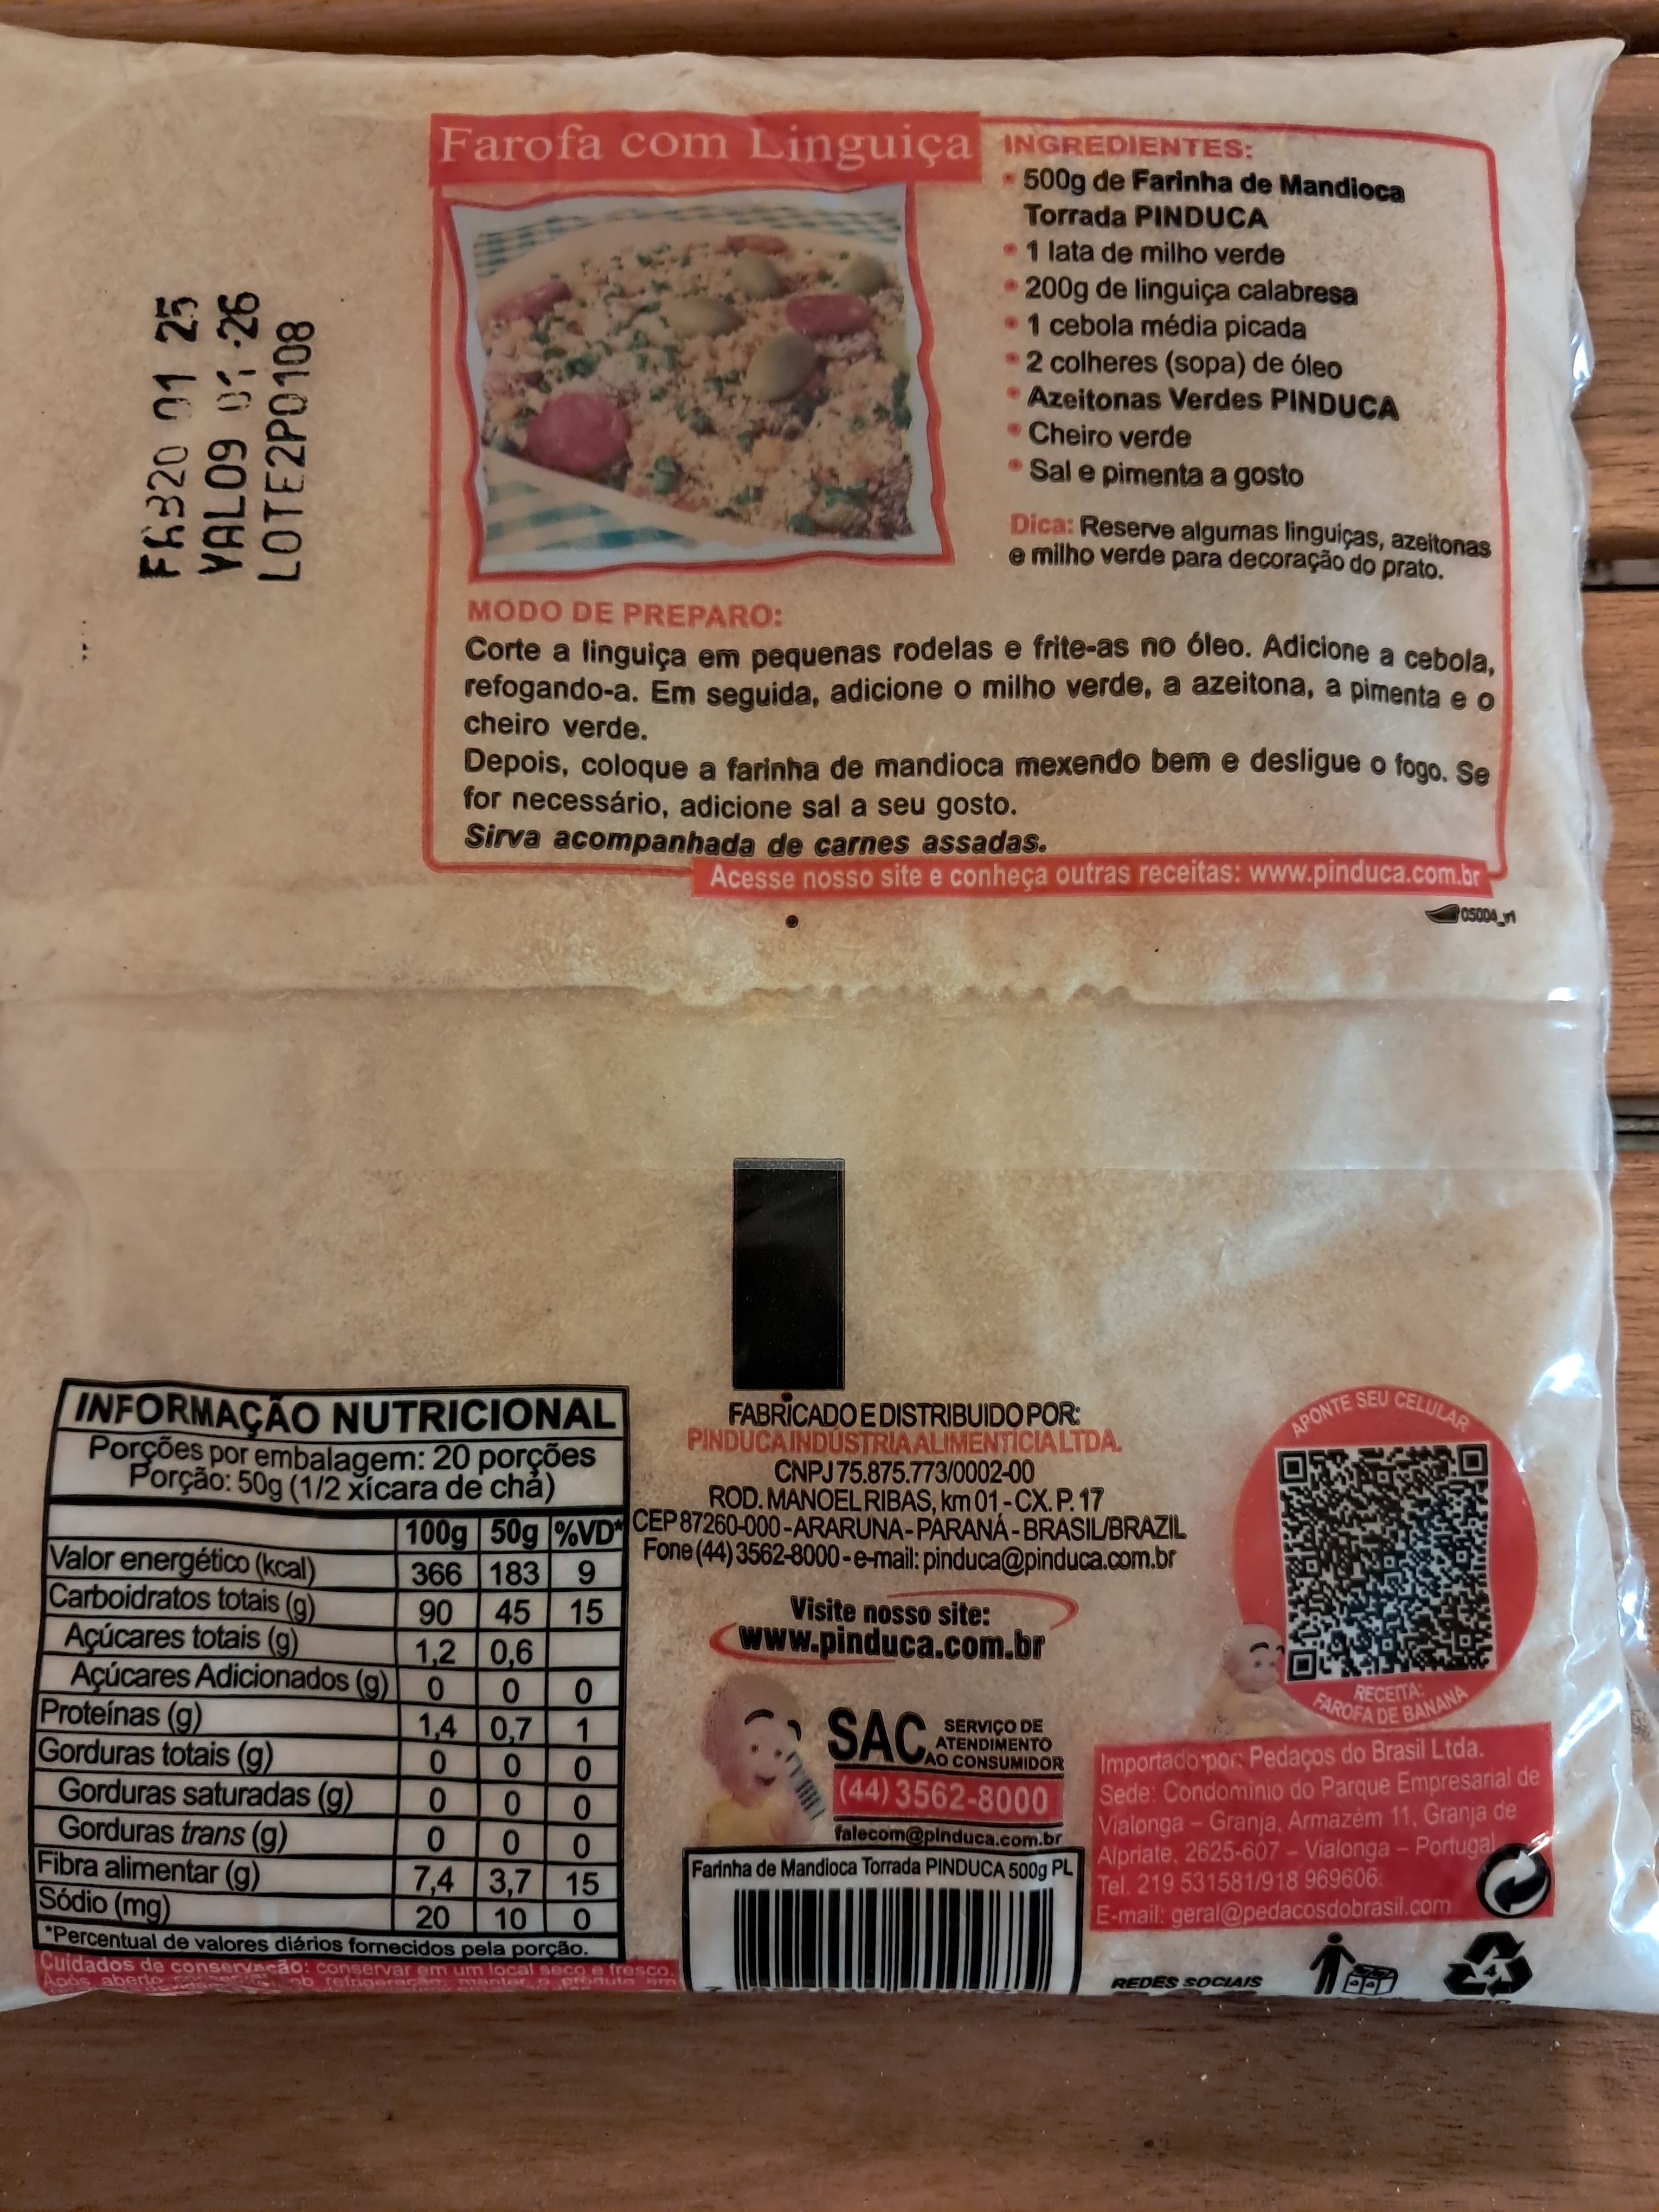 FAB20 01 25
VAL09 01 26
LOTE2P0108
Farofa com Linguiça
INGREDIENTES:
• 500g de Farinha de Mandioca
Torrada PINDUCA
• 1 lata de milho verde
• 200g de linguiça calabresa
• 1 cebola média picada
• 2 colheres (sopa) de óleo
• Azeitonas Verdes PINDUCA
• Cheiro verde
• Sal e pimenta a gosto
Dica: Reserve algumas linguiças, azeitonas
e milho verde para decoração do prato.
MODO DE PREPARO:
Corte a linguiça em pequenas rodelas e frite-as no óleo. Adicione a cebola,
refogando-a. Em seguida, adicione o milho verde, a azeitona, a pimenta e o
cheiro verde.
Depois, coloque a farinha de mandioca mexendo bem e desligue o fogo. Se
for necessário, adicione sal a seu gosto.
Sirva acompanhada de carnes assadas.
Acesse nosso site e conheça outras receitas: www.pinduca.com.br
05004_v1
INFORMAÇÃO NUTRICIONAL
Porções por embalagem: 20 porções
Porção: 50g (1/2 xícara de chá)
100g 50g %VD*
Valor energético (kcal) 366 183 9
Carboidratos totais (g) 90 45 15
Açúcares totais (g) 1,2 0,6
Açúcares Adicionados (g) 0 0 0
Proteínas (g) 1,4 0,7 1
Gorduras totais (g) 0 0 0
Gorduras saturadas (g) 0 0 0
Gorduras trans (g) 0 0 0
Fibra alimentar (g) 7,4 3,7 15
Sódio (mg) 20 10 0
*Percentual de valores diários fornecidos pela porção.
Cuidados de conservação: conservar em um local seco e fresco.
Após aberto, refrigeração, manter o produto em
FABRICADO E DISTRIBUIDO POR:
PINDUCA INDÚSTRIA ALIMENTÍCIA LTDA.
CNPJ 75.875.773/0002-00
ROD. MANOEL RIBAS, km 01 - CX. P. 17
CEP 87260-000 - ARARUNA - PARANÁ - BRASIL/BRAZIL
Fone (44) 3562-8000 - e-mail: pinduca@pinduca.com.br
Visite nosso site:
www.pinduca.com.br
SAC SERVIÇO DE
ATENDIMENTO
AO CONSUMIDOR
(44) 3562-8000
falecom@pinduca.com.br
Farinha de Mandioca Torrada PINDUCA 500g PL
APONTE SEU CELULAR
RECEITA:
FAROFA DE BANANA
Importado por: Pedaços do Brasil Ltda.
Sede: Condomínio do Parque Empresarial de
Vialonga – Granja, Armazém 11, Granja de
Alpriate, 2625-607 – Vialonga – Portugal
Tel. 219 531581/918 969606.
E-mail: geral@pedacosdobrasil.com
REDES SOCIAIS
4